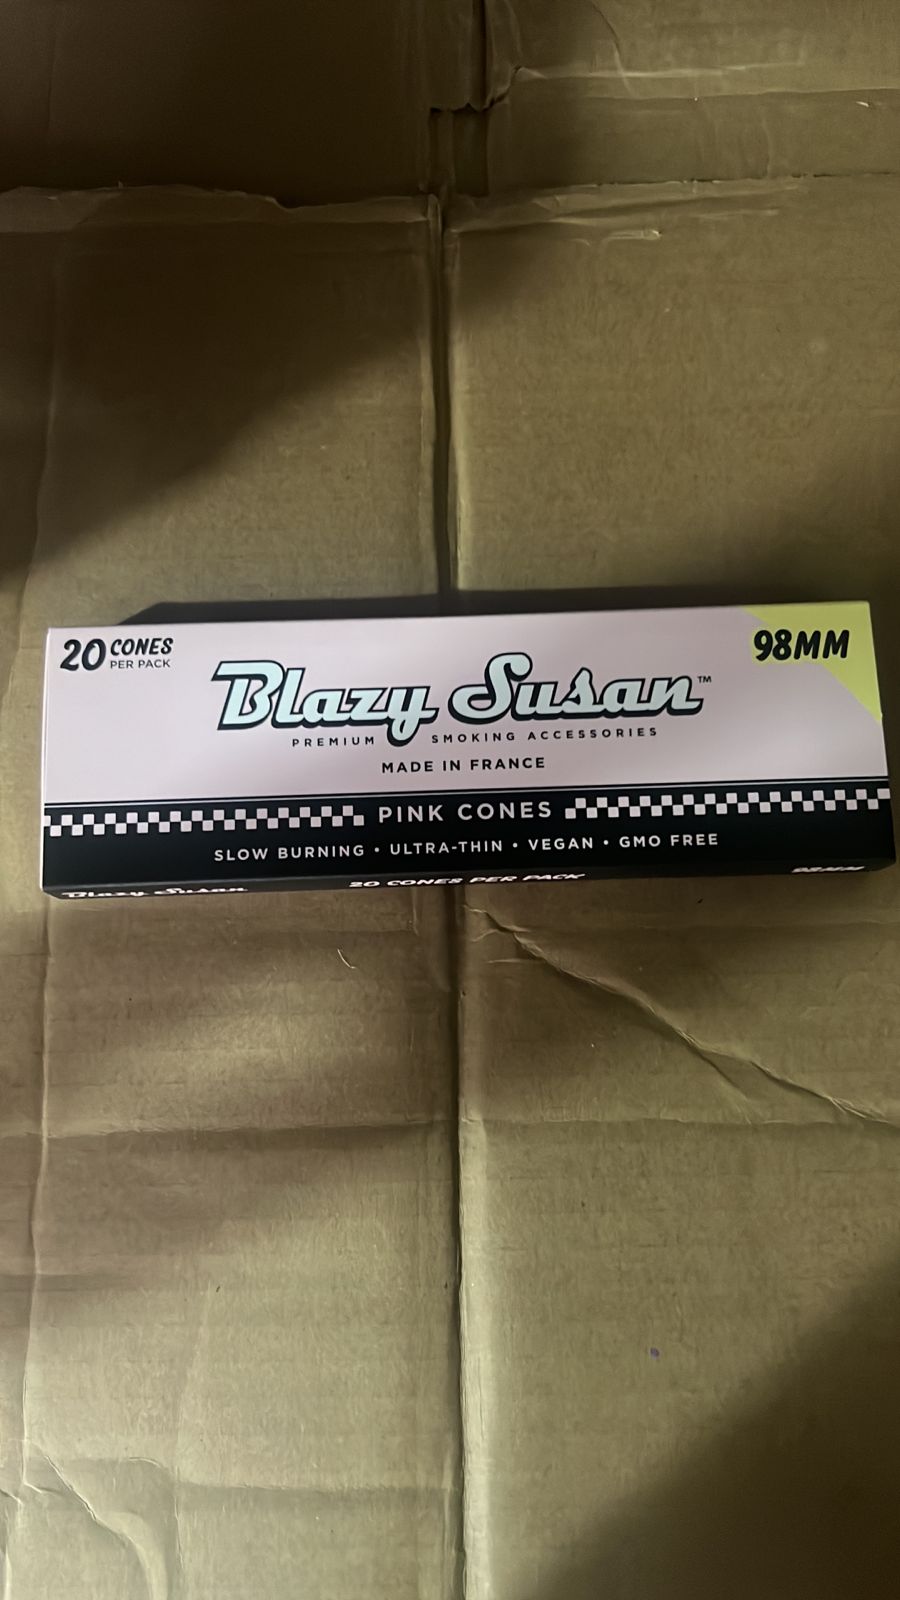 20 CONES
PER PACK
98MM
Blazy Susan™
PREMIUM SMOKING ACCESSORIES
MADE IN FRANCE
PINK CONES
SLOW BURNING • ULTRA-THIN • VEGAN • GMO FREE
Blazy Susan 20 CONES PER PACK 98MM